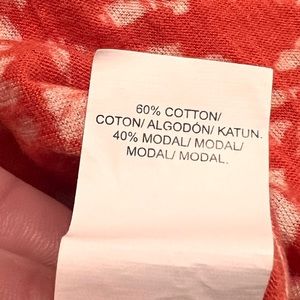 60% COTTON/
COTON/ ALGODÓN/ KATUN.
40% MODAL/ MODAL/
MODAL/ MODAL.